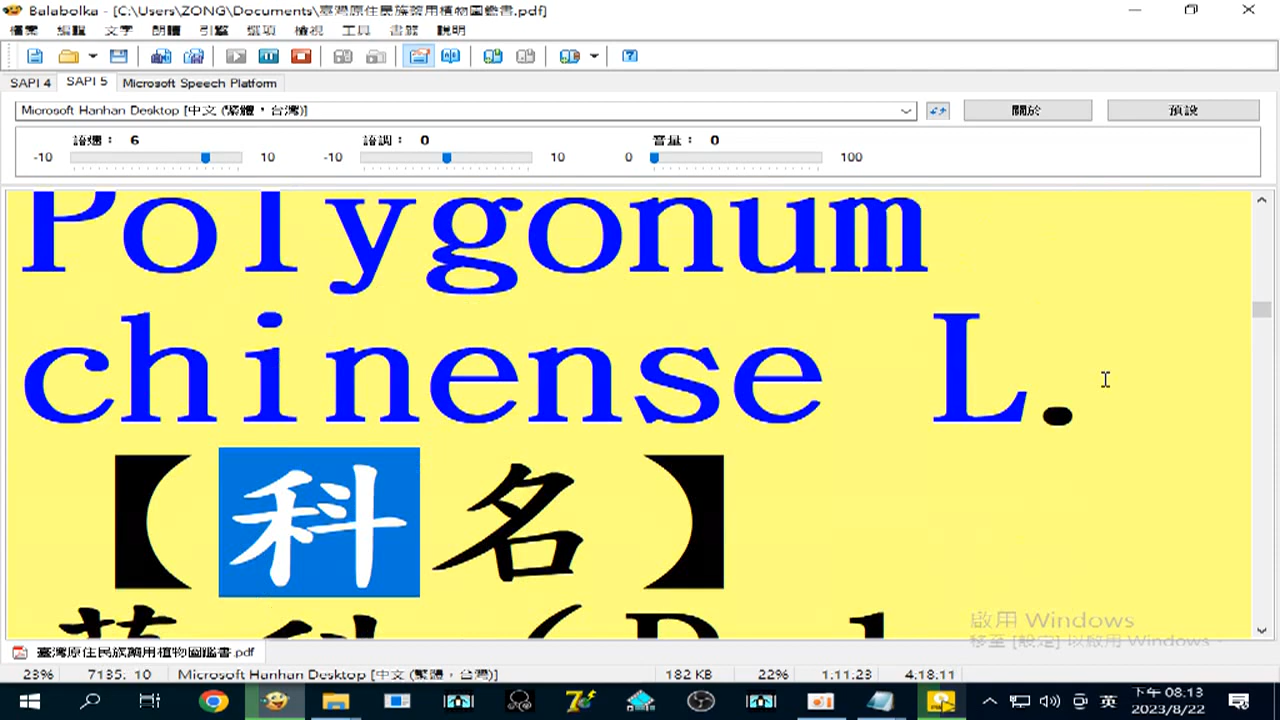 Balabolka - [C:\Users\ZONG\Documents\臺灣原住民族藥用植物圖鑑書.pdf]
檔案 編輯 文字 朗讀 引擎 選項 檢視 工具 書籤 說明
SAPI 4 SAPI 5 Microsoft Speech Platform
Microsoft Hanhan Desktop [中文 (繁體，台灣)] 關於 預設
語速： 6 語調： 0 音量： 0
-10 10 -10 10 0 100
Polygonum
chinense L.
【科名】
啟用 Windows
移至 [設定] 以啟用 Windows。
臺灣原住民族藥用植物圖鑑書.pdf
23% 7135, 10 Microsoft Hanhan Desktop [中文 (繁體，台灣)] 182 KB 22% 1:11.23 4:18.11
英 下午 08:13
2023/8/22